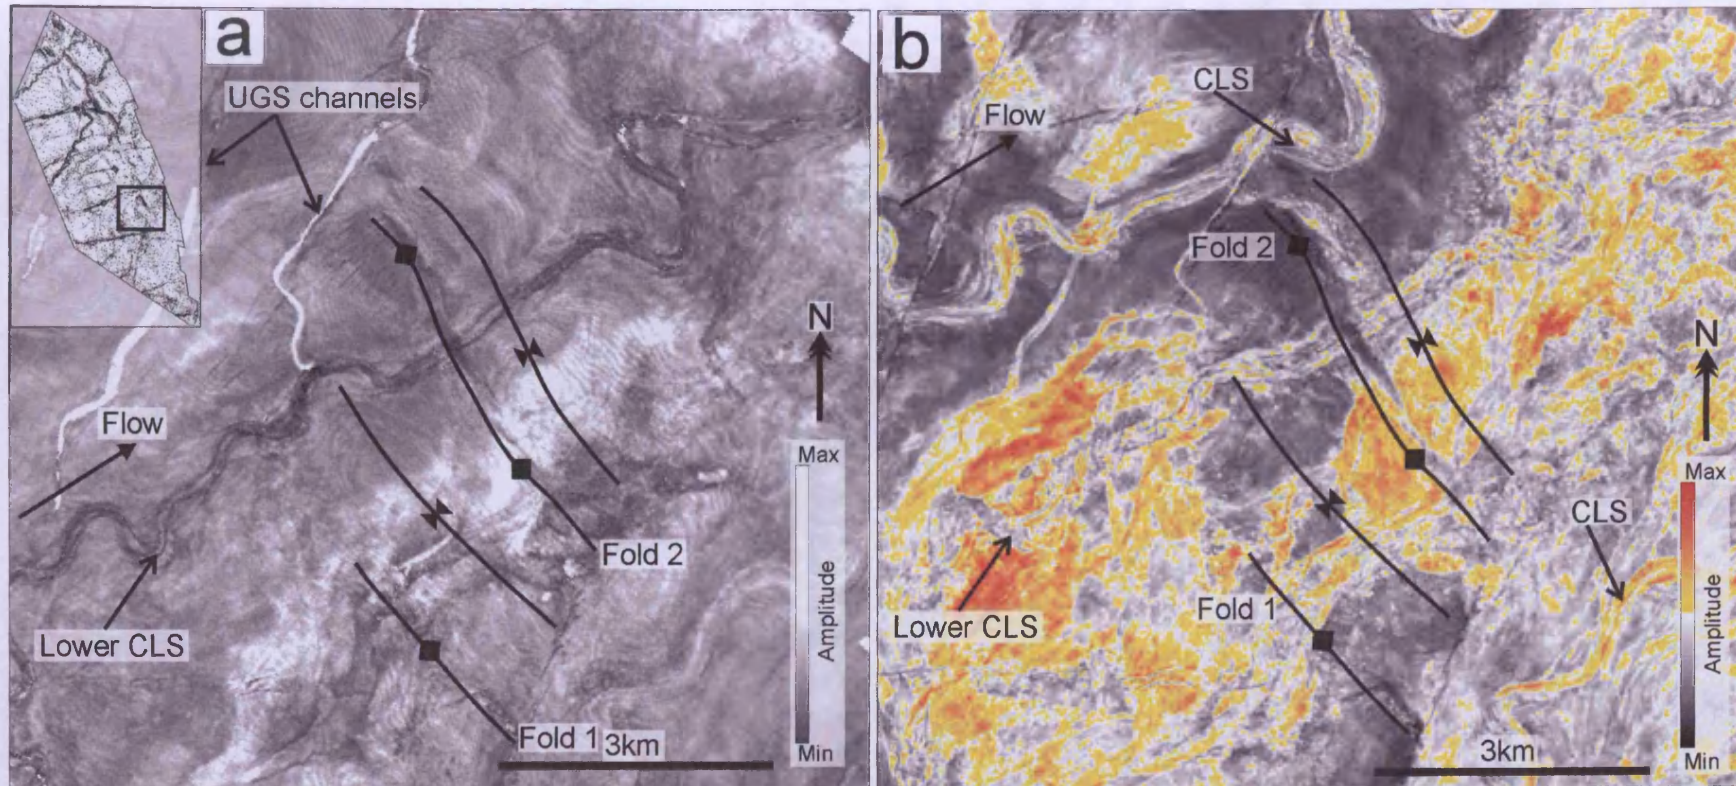 a
UGS channels
Flow
Lower CLS
Fold 2
Fold 1
3km
N
Max
Amplitude
Min
b
CLS
Flow
Fold 2
Lower CLS
Fold 1
CLS
N
Max
Amplitude
Min
3km